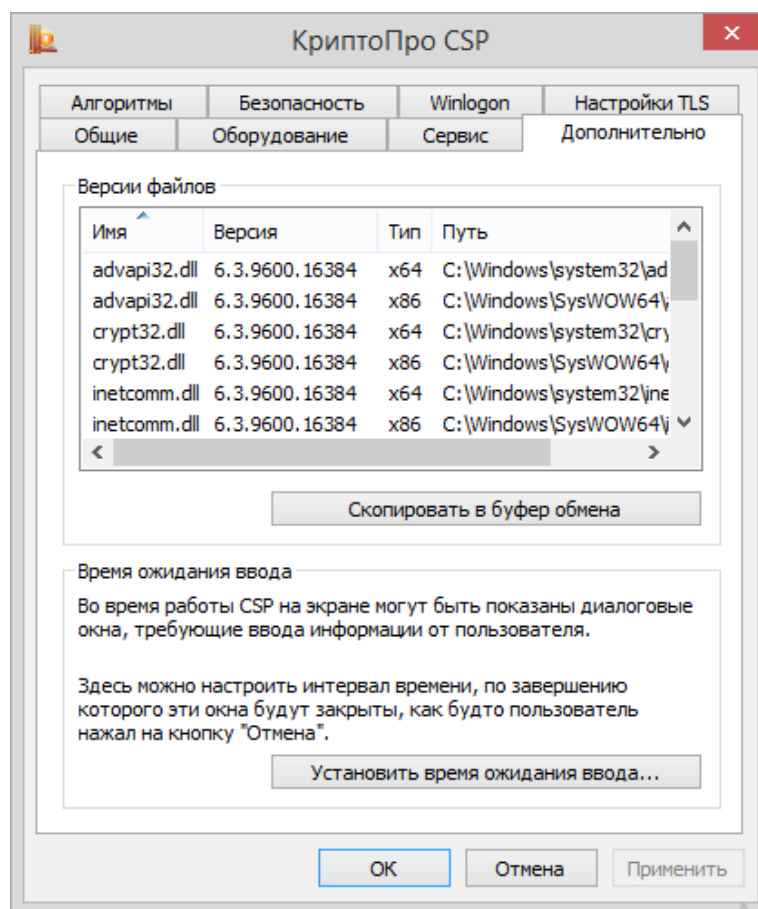 КриптоПро CSP
Алгоритмы Безопасность Winlogon Настройки TLS
Общие Оборудование Сервис Дополнительно
Версии файлов
Имя Версия Тип Путь
advapi32.dll 6.3.9600.16384 x64 C:\Windows\system32\ad
advapi32.dll 6.3.9600.16384 x86 C:\Windows\SysWOW64\
crypt32.dll 6.3.9600.16384 x64 C:\Windows\system32\cry
crypt32.dll 6.3.9600.16384 x86 C:\Windows\SysWOW64\
inetcomm.dll 6.3.9600.16384 x64 C:\Windows\system32\ine
inetcomm.dll 6.3.9600.16384 x86 C:\Windows\SysWOW64\i
Скопировать в буфер обмена
Время ожидания ввода
Во время работы CSP на экране могут быть показаны диалоговые
окна, требующие ввода информации от пользователя.
Здесь можно настроить интервал времени, по завершению
которого эти окна будут закрыты, как будто пользователь
нажал на кнопку "Отмена".
Установить время ожидания ввода...
ОК Отмена Применить